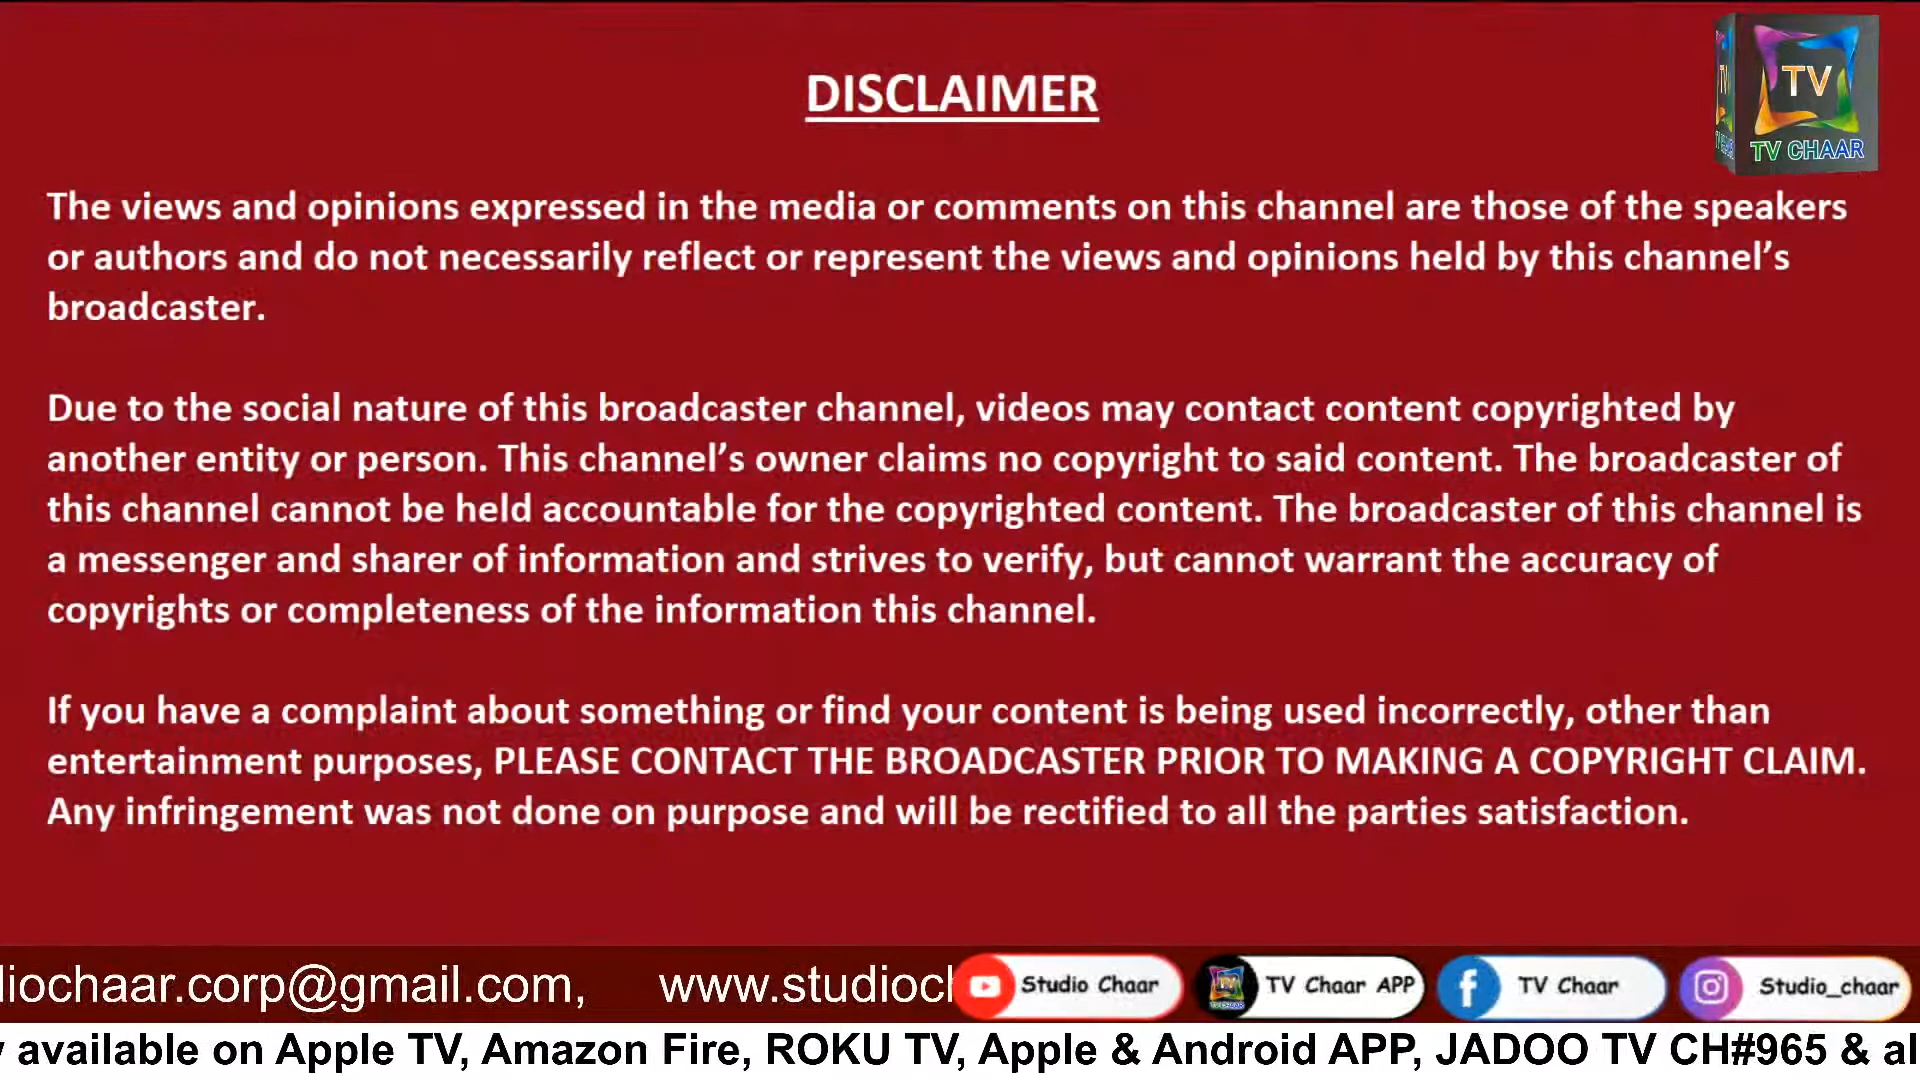 DISCLAIMER
TV
TV CHAAR
The views and opinions expressed in the media or comments on this channel are those of the speakers
or authors and do not necessarily reflect or represent the views and opinions held by this channel’s
broadcaster.
Due to the social nature of this broadcaster channel, videos may contact content copyrighted by
another entity or person. This channel’s owner claims no copyright to said content. The broadcaster of
this channel cannot be held accountable for the copyrighted content. The broadcaster of this channel is
a messenger and sharer of information and strives to verify, but cannot warrant the accuracy of
copyrights or completeness of the information this channel.
If you have a complaint about something or find your content is being used incorrectly, other than
entertainment purposes, PLEASE CONTACT THE BROADCASTER PRIOR TO MAKING A COPYRIGHT CLAIM.
Any infringement was not done on purpose and will be rectified to all the parties satisfaction.
diochaar.corp@gmail.com, www.studioch
Studio Chaar
TV Chaar APP
TV Chaar
Studio_chaar
y available on Apple TV, Amazon Fire, ROKU TV, Apple & Android APP, JADOO TV CH#965 & al